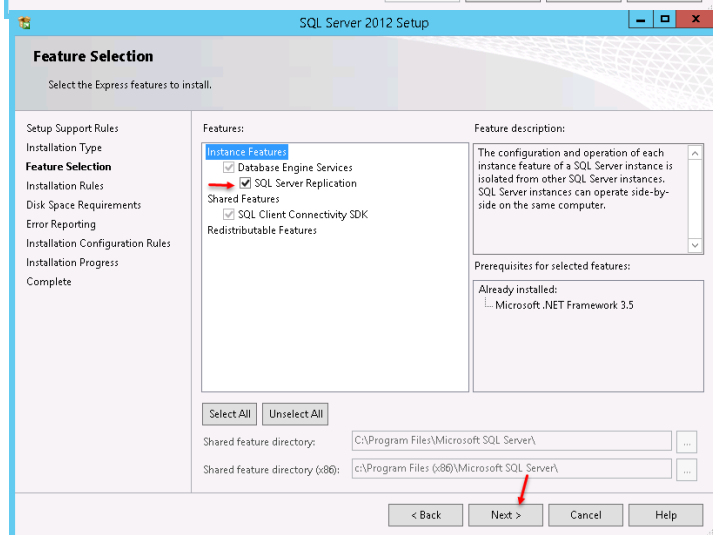 SQL Server 2012 Setup
Feature Selection
Select the Express features to install.
Setup Support Rules
Installation Type
Feature Selection
Installation Rules
Disk Space Requirements
Error Reporting
Installation Configuration Rules
Installation Progress
Complete
Features:
Instance Features
Database Engine Services
SQL Server Replication
Shared Features
SQL Client Connectivity SDK
Redistributable Features
Feature description:
The configuration and operation of each
instance feature of a SQL Server instance is
isolated from other SQL Server instances.
SQL Server instances can operate side-by-
side on the same computer.
Prerequisites for selected features:
Already installed:
Microsoft .NET Framework 3.5
Select All
Unselect All
Shared feature directory:
C:\Program Files\Microsoft SQL Server\
...
Shared feature directory (x86):
c:\Program Files (x86)\Microsoft SQL Server\
...
< Back
Next >
Cancel
Help